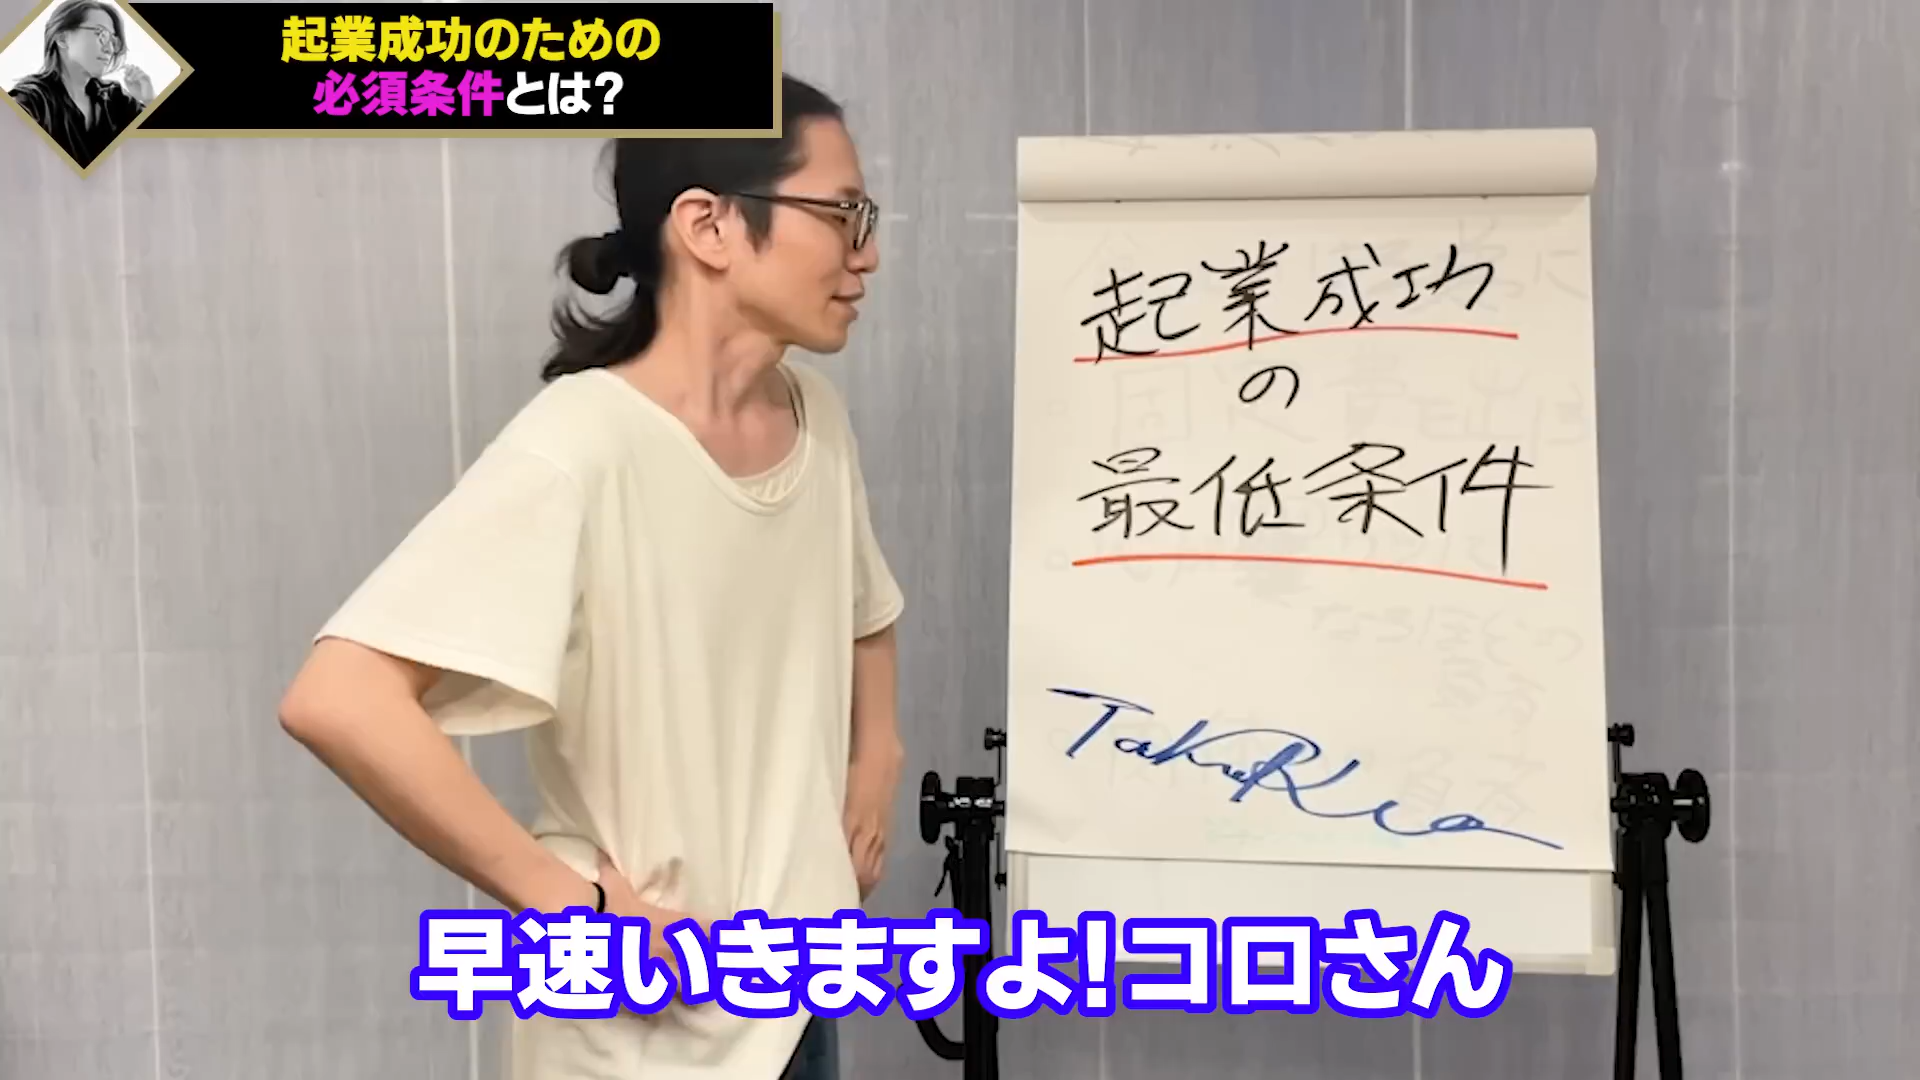 起業成功のための
必須条件とは?
起業成功
の
最低条件
早速いきますよ!コロさん